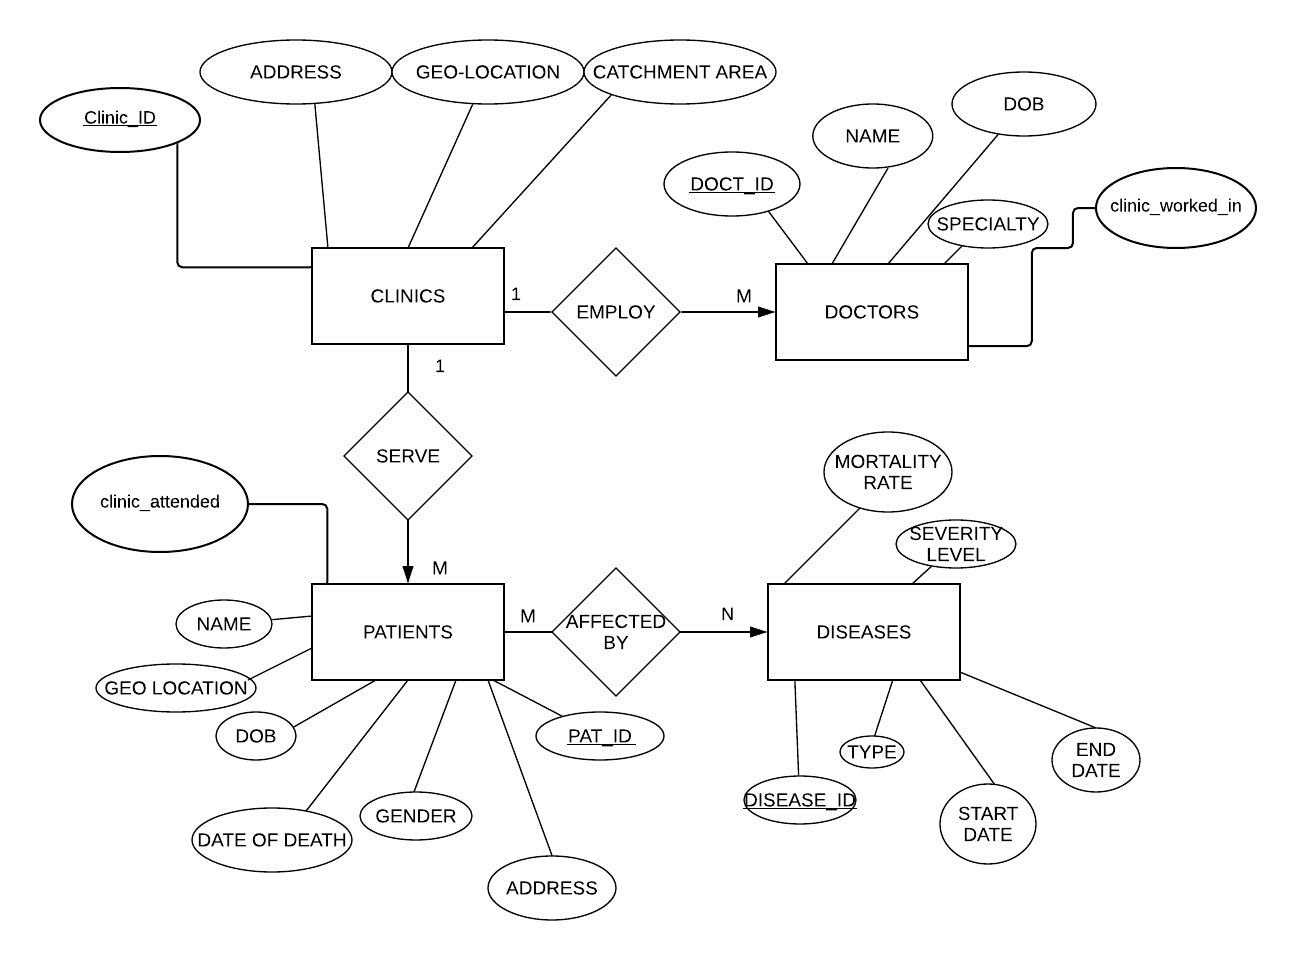 ADDRESS
GEO-LOCATION
CATCHMENT AREA
Clinic_ID
DOB
NAME
DOCT_ID
clinic_worked_in
SPECIALTY
CLINICS
1
EMPLOY
M
DOCTORS
1
SERVE
clinic_attended
M
MORTALITY
RATE
SEVERITY
LEVEL
NAME
PATIENTS
M
AFFECTED
BY
N
DISEASES
GEO LOCATION
DOB
PAT_ID
TYPE
END
DATE
DISEASE_ID
START
DATE
GENDER
DATE OF DEATH
ADDRESS